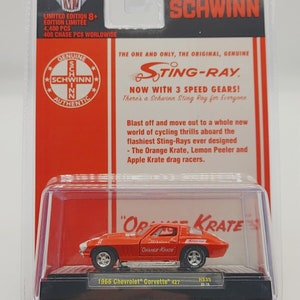 SCHWINN
LIMITED EDITION 8+
EDITION LIMITEE
4,400 PCS
400 CHASE PCS WORLDWIDE
GENUINE
SCHWINN
SCHWINN
AUTHENTIC
THE ONE AND ONLY, THE ORIGINAL, GENUINE
STING-RAY.
NOW WITH 3 SPEED GEARS!
There's a Schwinn Sting Ray for Everyone
Blast off and move out to a whole new
world of cycling thrills aboard the
flashiest Sting-Rays ever designed
- The Orange Krate, Lemon Peeler and
Apple Krate drag racers.
"ORANGE KRATE"
"ORANGE KRATE"
1966 Chevrolet Corvette 427